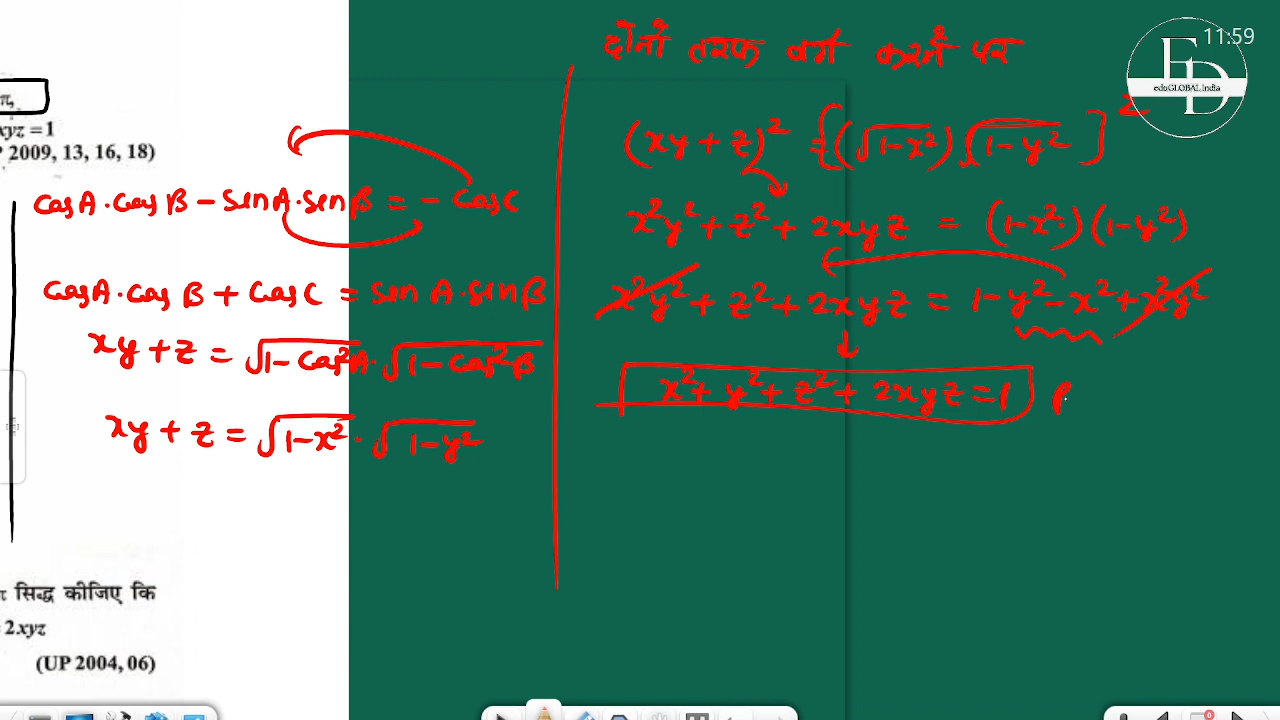 π,
xyz = 1
2009, 13, 16, 18)
cosA·cosB − sinA·sinB = − cosC
cosA·cosB + cosC = sinA·sinB
xy + z = √1−cos²A·√1−cos²B
xy + z = √1−x²·√1−y²
सिद्ध कीजिए कि
= 2xyz
(UP 2004, 06)
दोनों तरफ वर्ग करने पर
(xy + z)² = {(√1−x²)√1−y²]²
x²y² + z² + 2xyz = (1−x²)(1−y²)
x²y² + z² + 2xyz = 1−y²−x²+x²y²
x² + y² + z² + 2xyz = 1
11:59
ED
eduGLOBAL.india